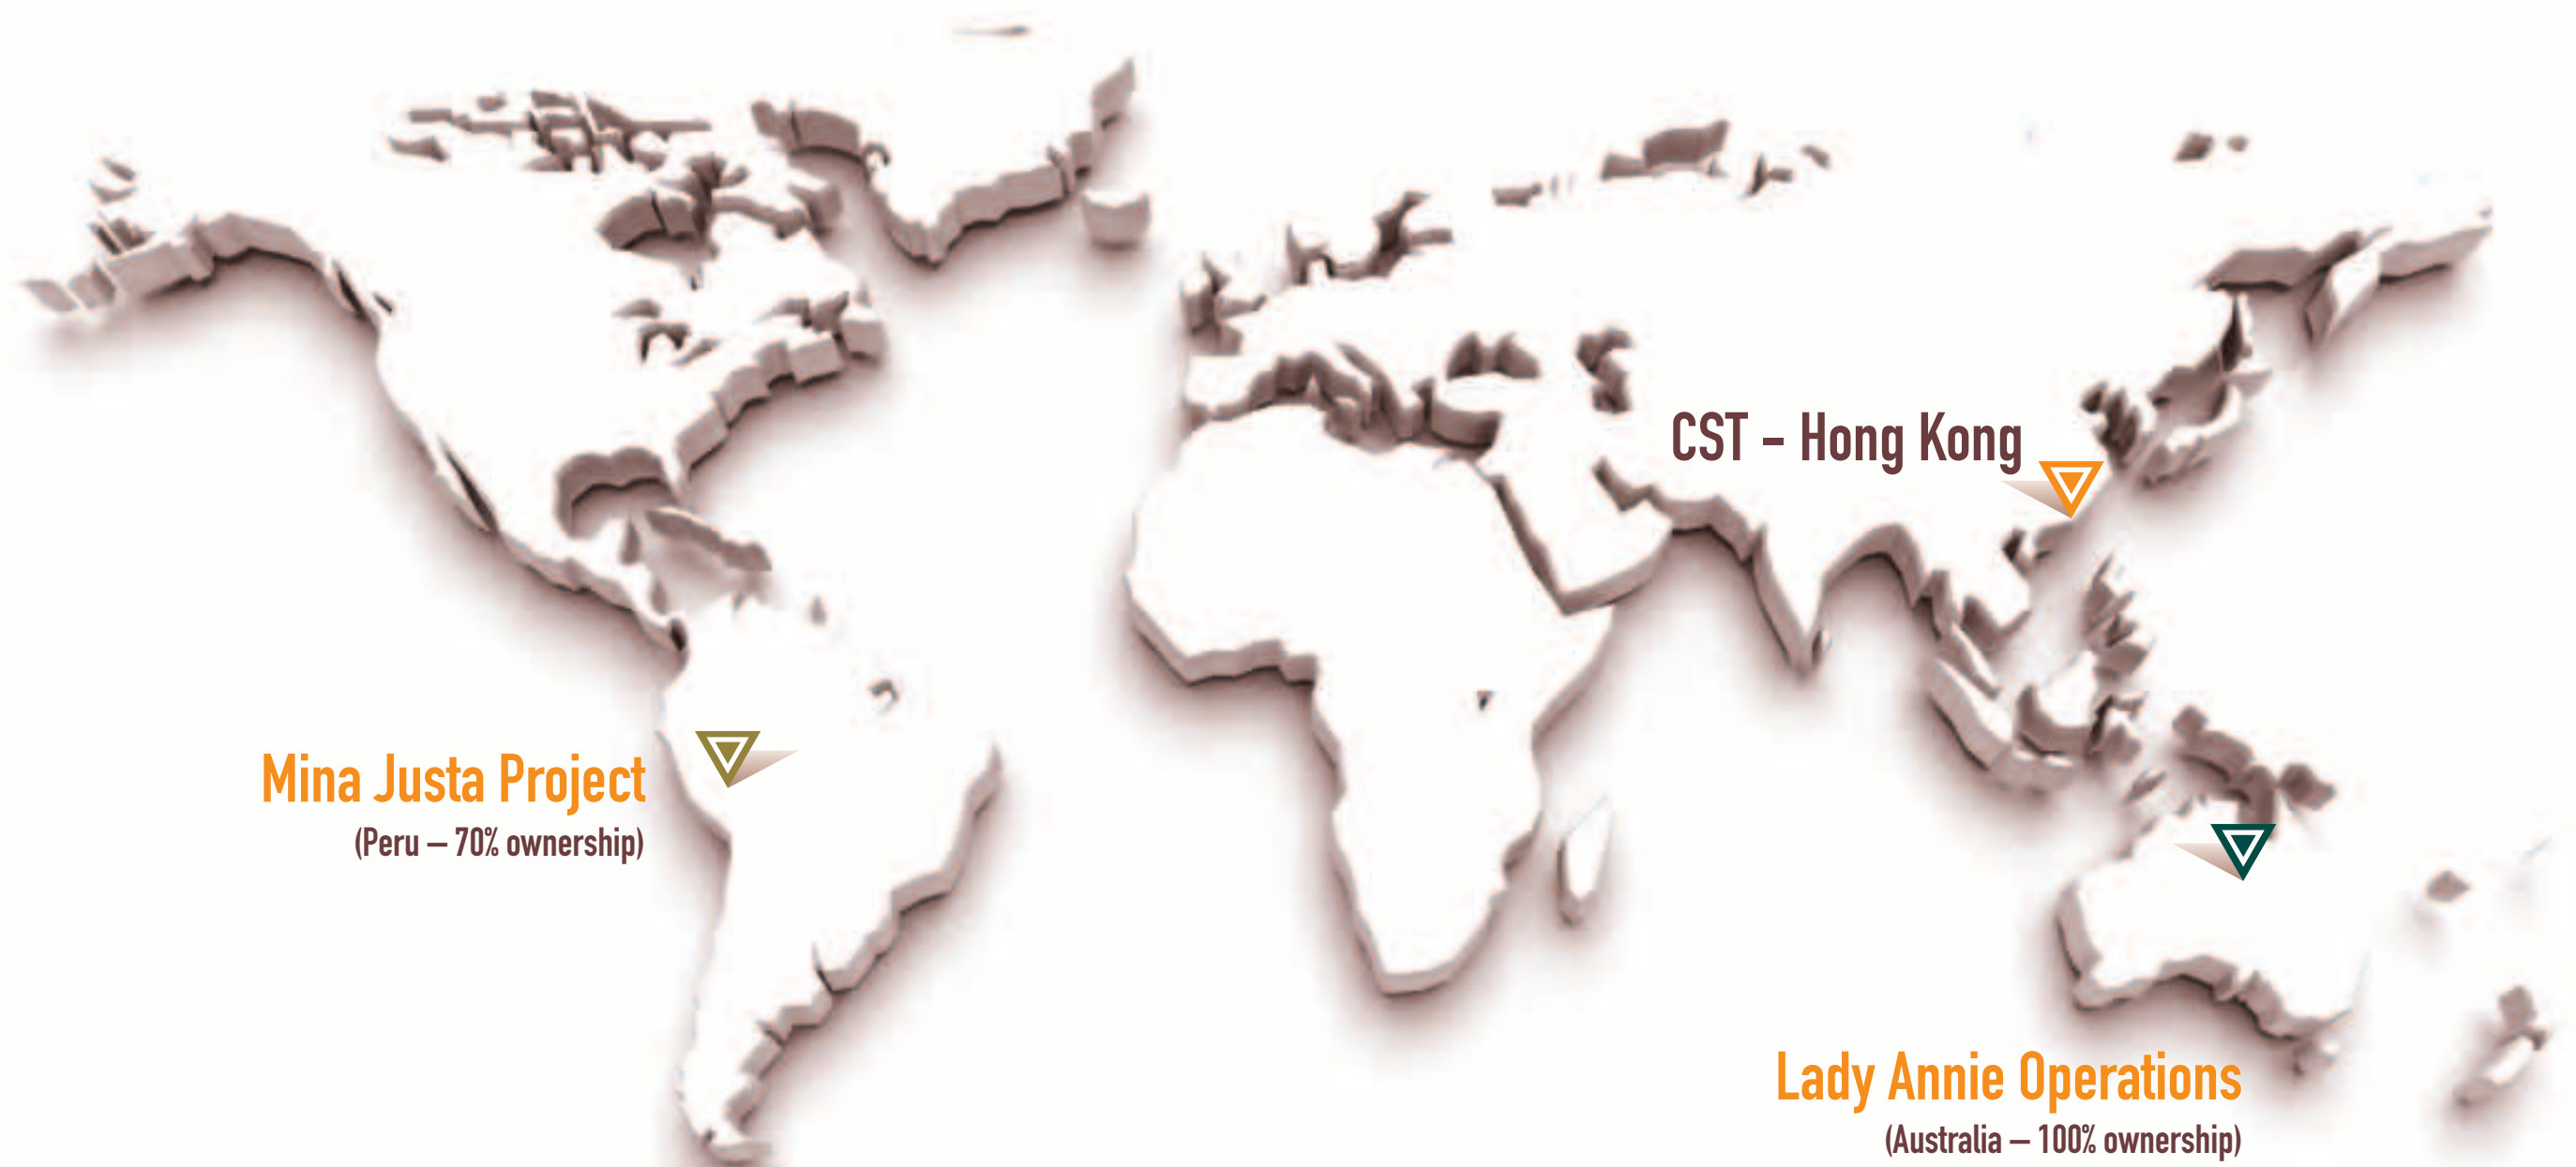 CST – Hong Kong
Mina Justa Project
(Peru – 70% ownership)
Lady Annie Operations
(Australia – 100% ownership)